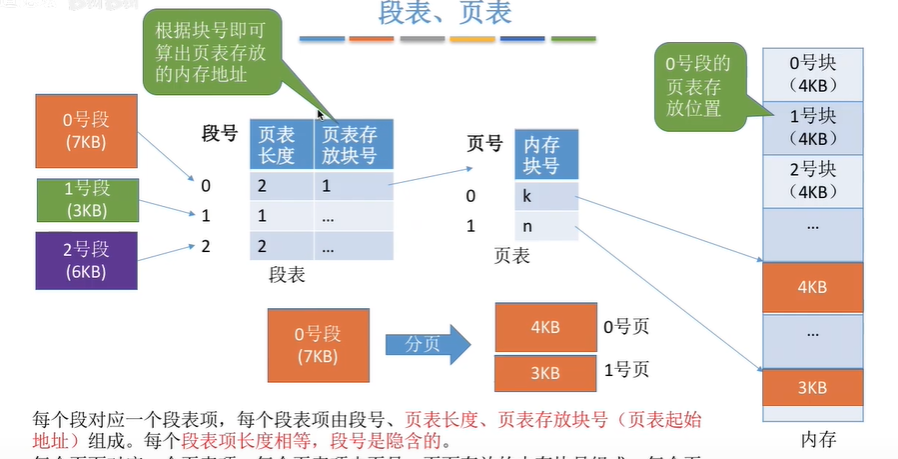 段表、页表
根据块号即可
算出页表存放
的内存地址
0号段的
页表存
放位置
0号段
(7KB)
1号段
(3KB)
2号段
(6KB)
段号
页表
长度
页表存
放块号
0
2
1
1
1
...
2
2
...
段表
页号
内存
块号
0
k
1
n
页表
0号块
（4KB）
1号块
（4KB）
2号块
（4KB）
...
4KB
...
3KB
内存
0号段
(7KB)
分页
4KB
0号页
3KB
1号页
每个段对应一个段表项，每个段表项由段号、页表长度、页表存放块号（页表起始
地址）组成。每个段表项长度相等，段号是隐含的。